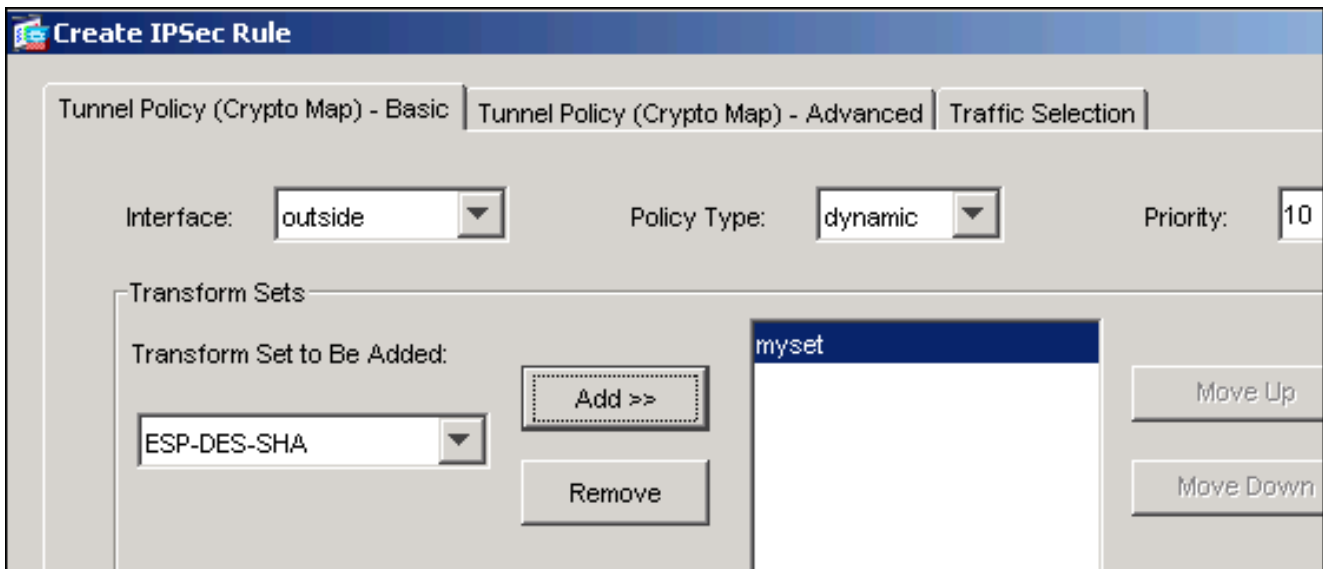 Create IPSec Rule
Tunnel Policy (Crypto Map) - Basic Tunnel Policy (Crypto Map) - Advanced Traffic Selection
Interface: outside Policy Type: dynamic Priority: 10
Transform Sets
Transform Set to Be Added:
myset
Add >>
Move Up
ESP-DES-SHA
Remove
Move Down